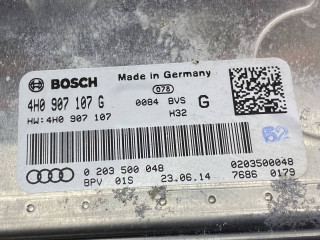 BOSCH Made in Germany
078
4H0 907 107 G 0084 BVS G
HW:4H0 907 107 H32
52
0 203 500 048 0203500048
BPV 01S 23.06.14 7686 0179